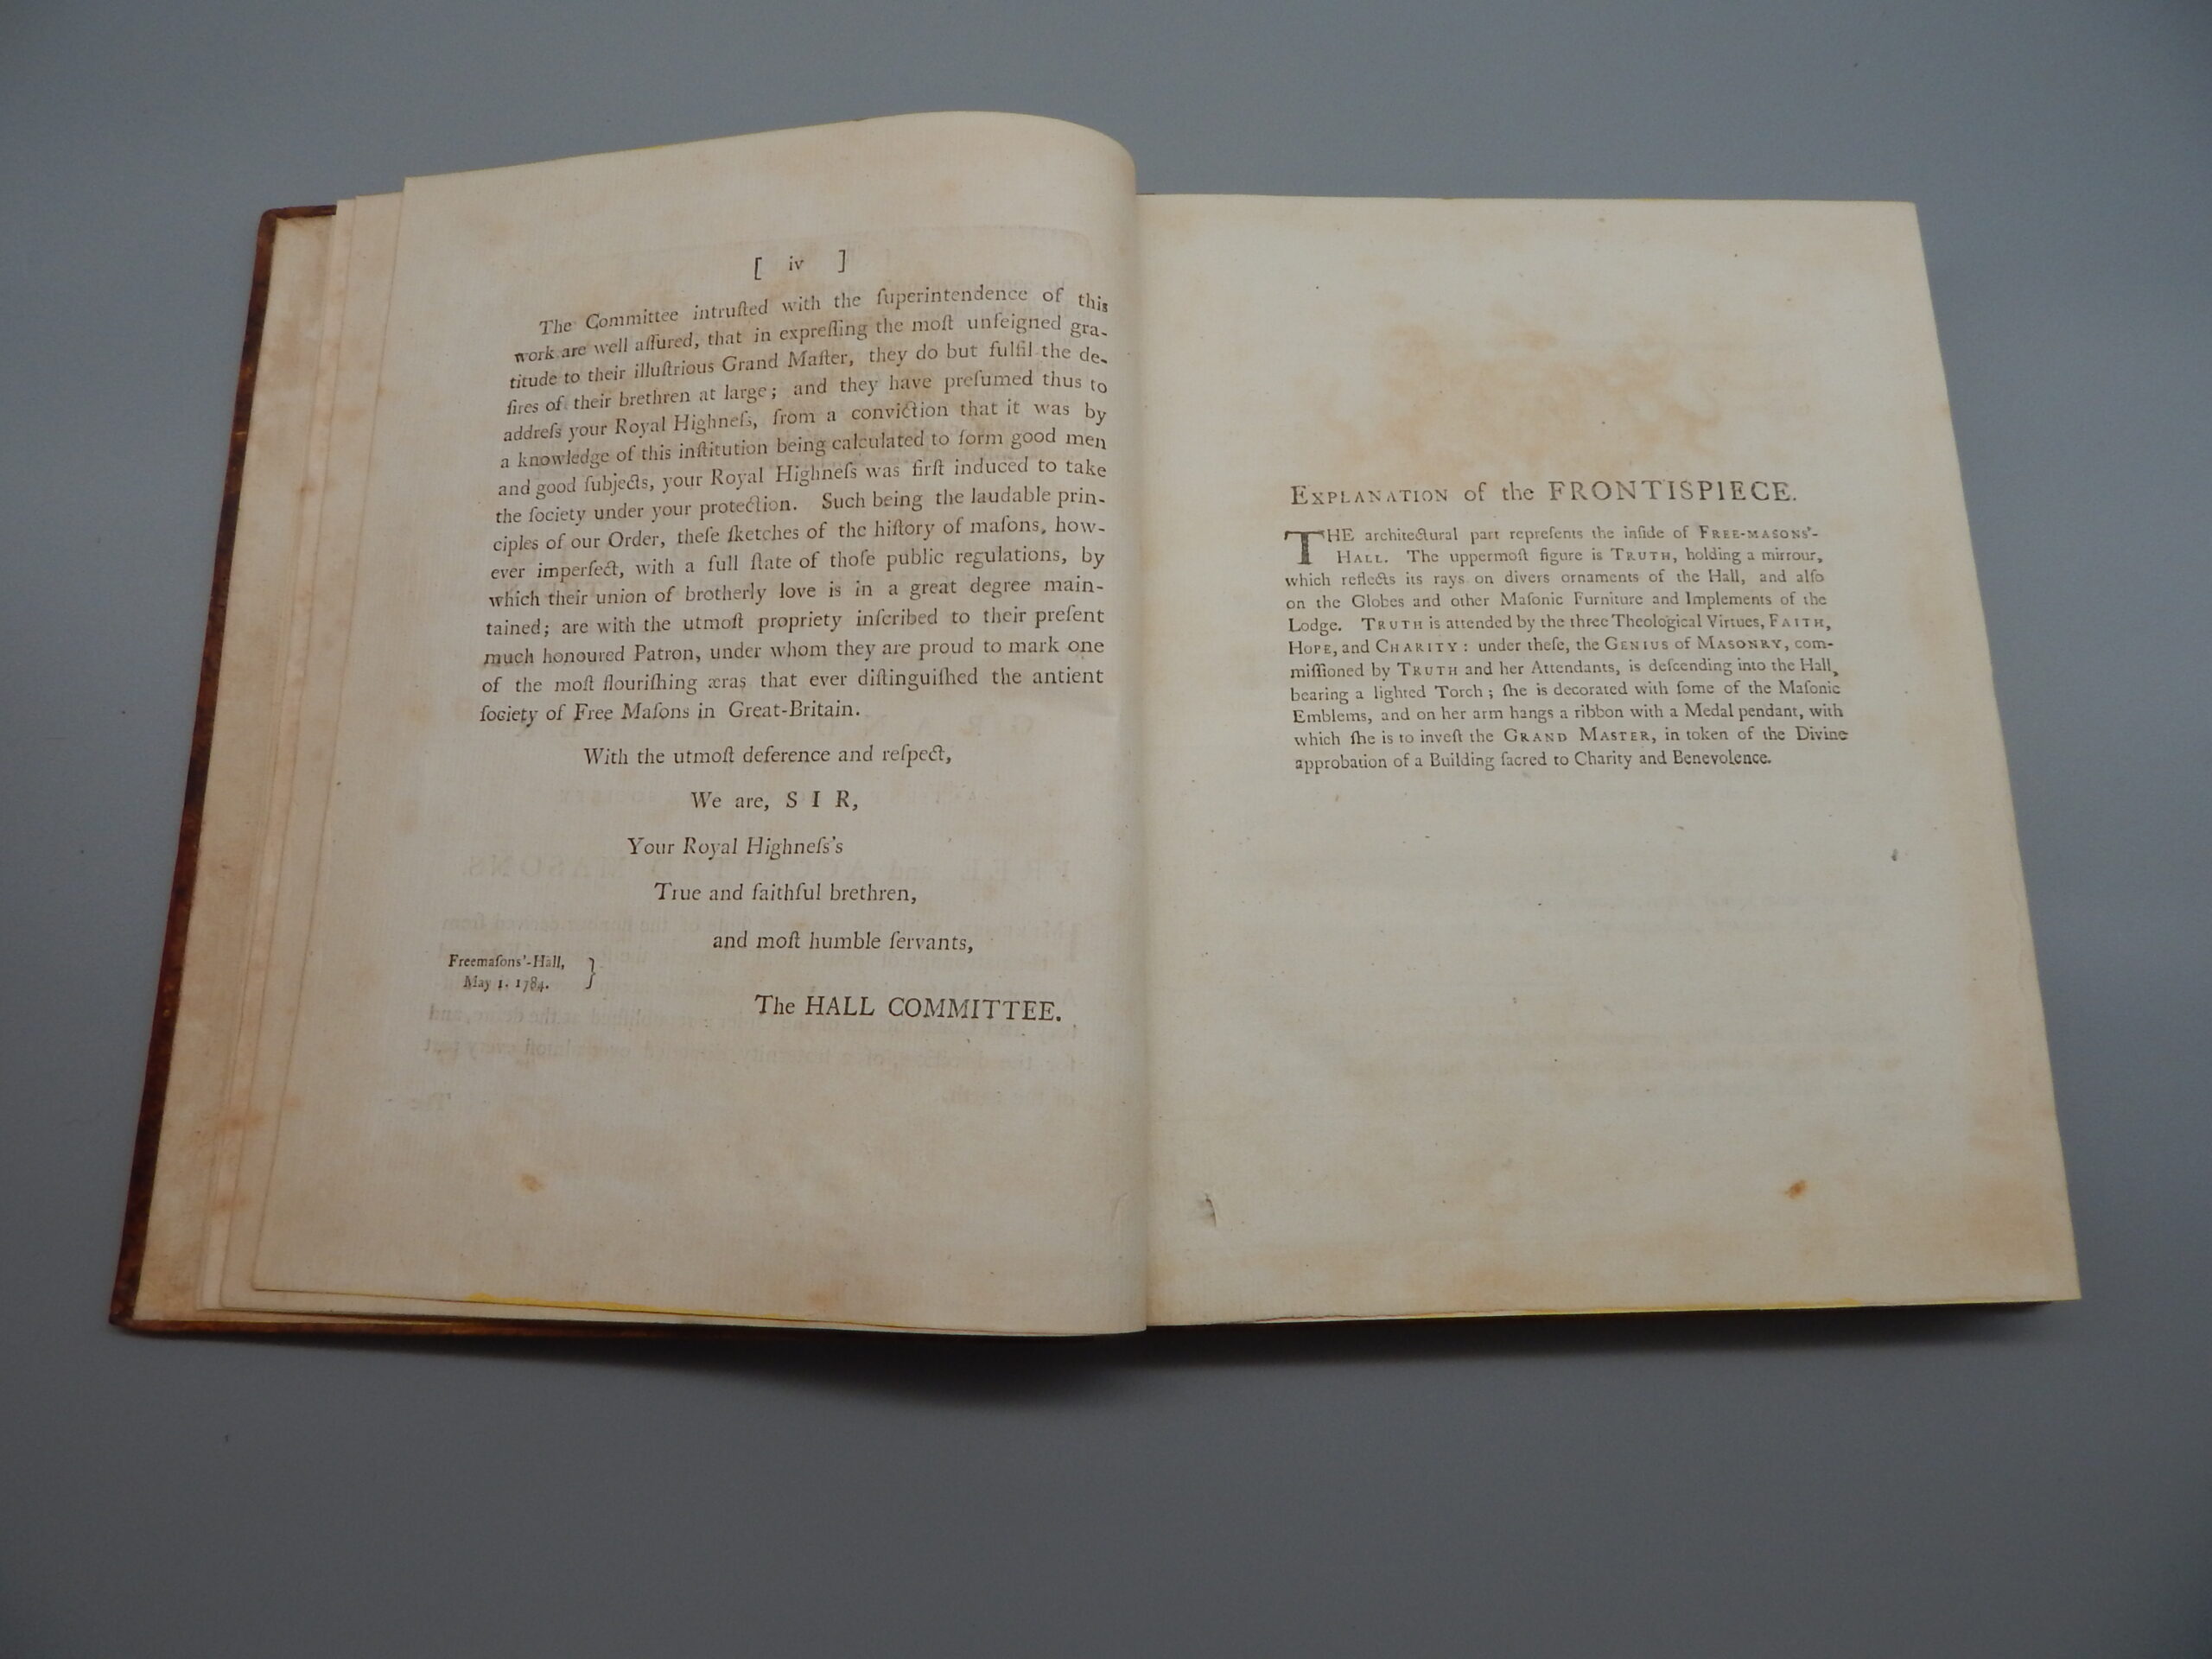 [ iv ]
The Committee intruſted with the ſuperintendence of this
work are well aſſured, that in expreſſing the moſt unfeigned gra-
titude to their illuſtrious Grand Maſter, they do but fulfil the de-
ſires of their brethren at large; and they have preſumed thus to
addreſs your Royal Highneſs, from a conviction that it was by
a knowledge of this inſtitution being calculated to form good men
and good ſubjects, your Royal Highneſs was firſt induced to take
the ſociety under your protection. Such being the laudable prin-
ciples of our Order, theſe ſketches of the hiſtory of maſons, how-
ever imperfect, with a full ſtate of thoſe public regulations, by
which their union of brotherly love is in a great degree main-
tained; are with the utmoſt propriety inſcribed to their preſent
much honoured Patron, under whom they are proud to mark one
of the moſt flouriſhing æras that ever diſtinguiſhed the antient
ſociety of Free Maſons in Great-Britain.
With the utmoſt deference and reſpect,
We are, S I R,
Your Royal Highneſs's
True and faithful brethren,
and moſt humble ſervants,
Freemaſons'-Hall,
May 1. 1784. }
The HALL COMMITTEE.
EXPLANATION of the FRONTISPIECE.
THE architectural part repreſents the inſide of FREE-MASONS'-
HALL. The uppermoſt figure is TRUTH, holding a mirrour,
which reflects its rays on divers ornaments of the Hall, and alſo
on the Globes and other Maſonic Furniture and Implements of the
Lodge. TRUTH is attended by the three Theological Virtues, FAITH,
HOPE, and CHARITY: under theſe, the GENIUS of MASONRY, com-
miſſioned by TRUTH and her Attendants, is deſcending into the Hall,
bearing a lighted Torch; ſhe is decorated with ſome of the Maſonic
Emblems, and on her arm hangs a ribbon with a Medal pendant, with
which ſhe is to inveſt the GRAND MASTER, in token of the Divine
approbation of a Building ſacred to Charity and Benevolence.